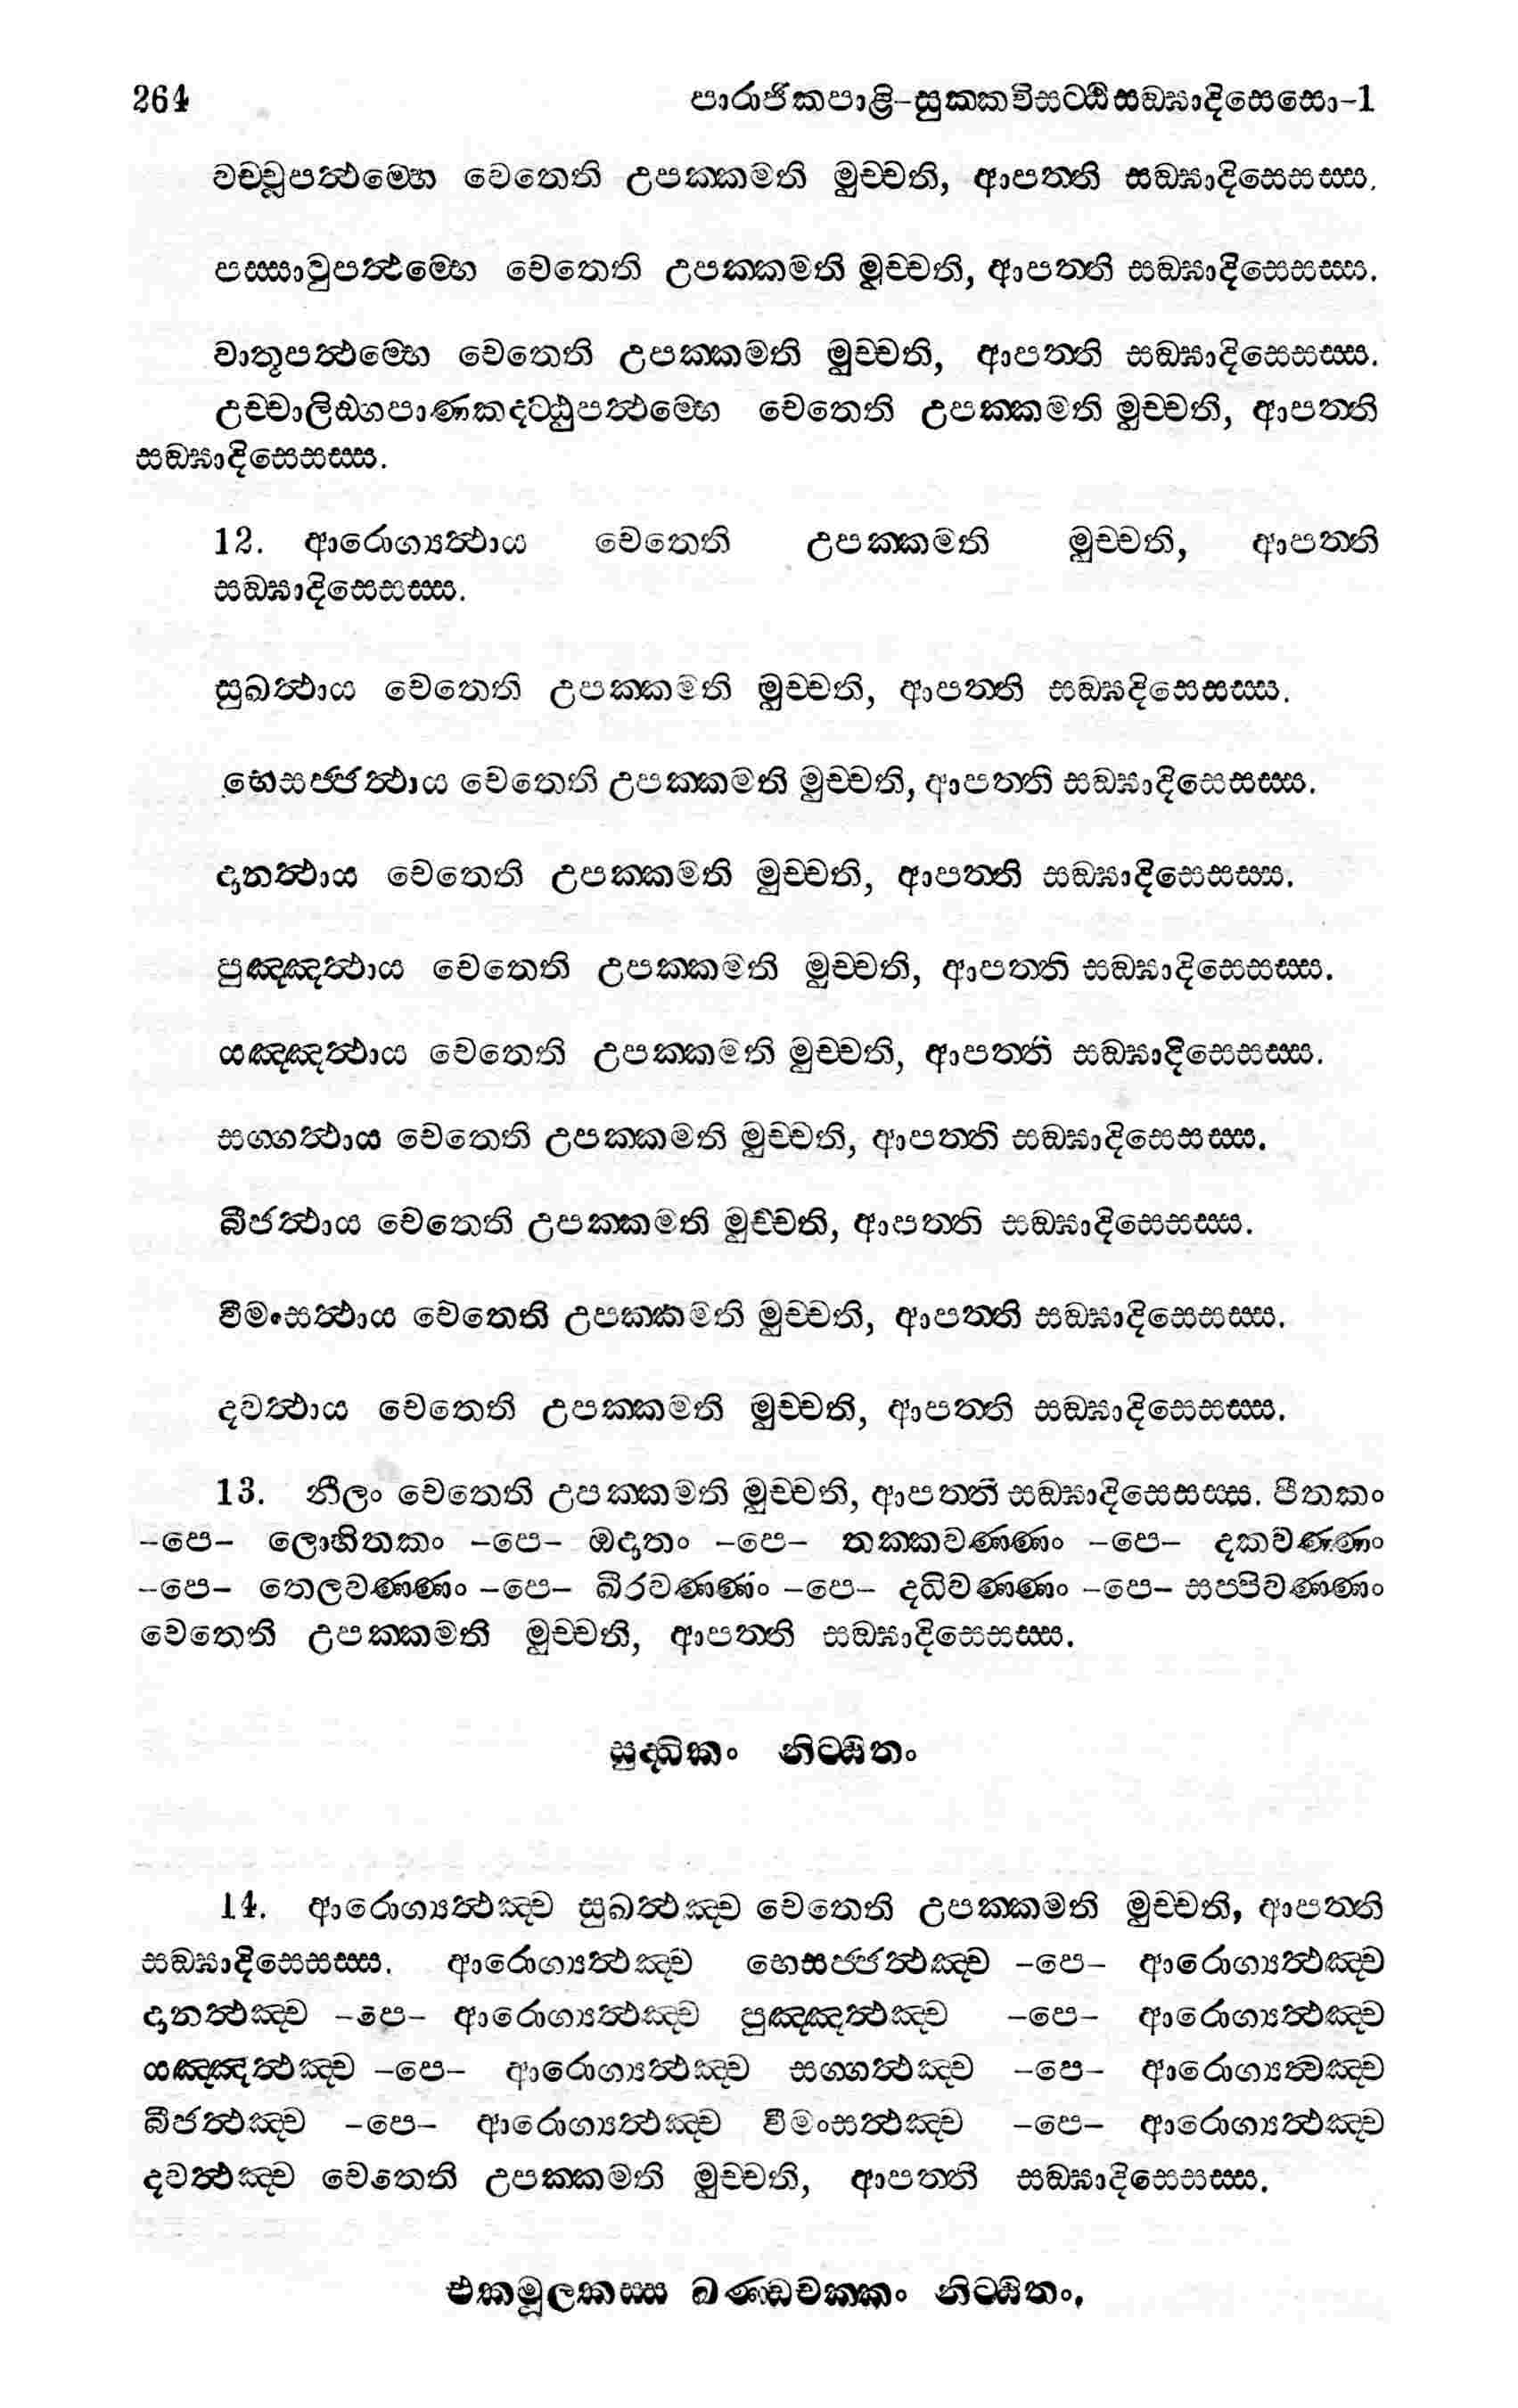 264 පාරාජිකපාළි-සුක්කවිසට්ඨිසඞ්ඝාදිසෙසො-1
වච්චූපත්‍ථම්භෙ චෙතෙති උපක්කමති මුච්චති, ආපත්ති සඞ්ඝාදිසෙසස්ස.
පස්සාවුපත්‍ථම්භෙ චෙතෙති උපක්කමති මුච්චති, ආපත්ති සඞ්ඝාදිසෙසස්ස.
වාතූපත්‍ථම්භෙ චෙතෙති උපක්කමති මුච්චති, ආපත්ති සඞ්ඝාදිසෙසස්ස.
උච්චාලිඞ්ගපාණකදට්ඨුපත්‍ථම්භෙ චෙතෙති උපක්කමති මුච්චති, ආපත්ති
සඞ්ඝාදිසෙසස්ස.
12. ආරොග්‍යත්‍ථාය චෙතෙති උපක්කමති මුච්චති, ආපත්ති
සඞ්ඝාදිසෙසස්ස.
සුඛත්‍ථාය චෙතෙති උපක්කමති මුච්චති, ආපත්ති සඞ්ඝදිසෙසස්ස.
භෙසජ්ජත්‍ථාය චෙතෙති උපක්කමති මුච්චති, ආපත්ති සඞ්ඝාදිසෙසස්ස.
දානත්‍ථාය චෙතෙති උපක්කමති මුච්චති, ආපත්ති සඞ්ඝාදිසෙසස්ස.
පුඤ්ඤත්‍ථාය චෙතෙති උපක්කමති මුච්චති, ආපත්ති සඞ්ඝාදිසෙසස්ස.
යඤ්ඤත්‍ථාය චෙතෙති උපක්කමති මුච්චති, ආපත්ති සඞ්ඝාදිසෙසස්ස.
සග්ගත්‍ථාය චෙතෙති උපක්කමති මුච්චති, ආපත්ති සඞ්ඝාදිසෙසස්ස.
බීජත්‍ථාය චෙතෙති උපක්කමති මුච්චති, ආපත්ති සඞ්ඝාදිසෙසස්ස.
වීමංසත්‍ථාය චෙතෙති උපක්කමති මුච්චති, ආපත්ති සඞ්ඝාදිසෙසස්ස.
දවත්‍ථාය චෙතෙති උපක්කමති මුච්චති, ආපත්ති සඞ්ඝාදිසෙසස්ස.
13. නීලං චෙතෙති උපක්කමති මුච්චති, ආපත්ති සඞ්ඝාදිසෙසස්ස. පීතකං
-පෙ- ලොහිතකං -පෙ- ඔදාතං -පෙ- තක්කවණ්ණං -පෙ- දකවණ්ණං
-පෙ- තෙලවණ්ණං -පෙ- ඛීරවණ්ණං -පෙ- දධිවණ්ණං -පෙ- සප්පිවණ්ණං
චෙතෙති උපක්කමති මුච්චති, ආපත්ති සඞ්ඝාදිසෙසස්ස.
සුද්ධිකං නිට්ඨිතං
14. ආරොග්‍යත්‍ථඤ්ච සුඛත්‍ථඤ්ච චෙතෙති උපක්කමති මුච්චති, ආපත්ති
සඞ්ඝාදිසෙසස්ස. ආරොග්‍යත්‍ථඤ්ච භෙසජ්ජත්‍ථඤ්ච -පෙ- ආරොග්‍යත්‍ථඤ්ච
දානත්‍ථඤ්ච -පෙ- ආරොග්‍යත්‍ථඤ්ච පුඤ්ඤත්‍ථඤ්ච -පෙ- ආරොග්‍යත්‍ථඤ්ච
යඤ්ඤත්‍ථඤ්ච -පෙ- ආරොග්‍යත්‍ථඤ්ච සග්ගත්‍ථඤ්ච -පෙ- ආරොග්‍යත්‍ථඤ්ච
බීජත්‍ථඤ්ච -පෙ- ආරොග්‍යත්‍ථඤ්ච වීමංසත්‍ථඤ්ච -පෙ- ආරොග්‍යත්‍ථඤ්ච
දවත්‍ථඤ්ච චෙතෙති උපක්කමති මුච්චති, ආපත්ති සඞ්ඝාදිසෙසස්ස.
එකමූලකස්ස ඛණ්ඩචක්කං නිට්ඨිතං.